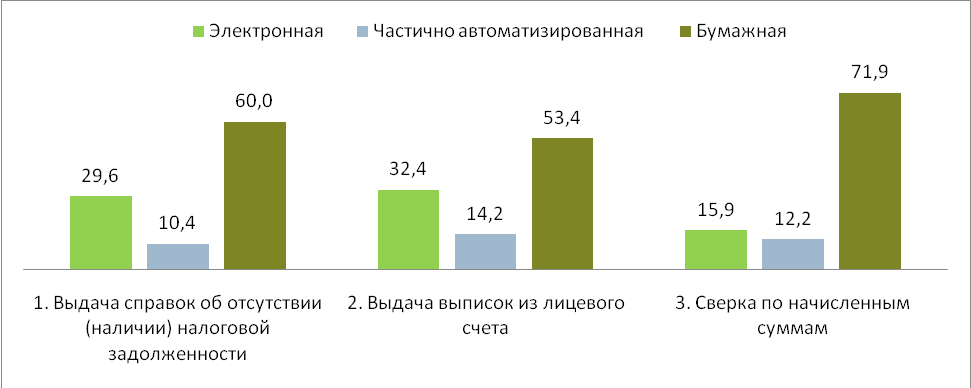 Электронная Частично автоматизированная Бумажная
29,6
10,4
60,0
32,4
14,2
53,4
15,9
12,2
71,9
1. Выдача справок об отсутствии
(наличии) налоговой
задолженности
2. Выдача выписок из лицевого
счета
3. Сверка по начисленным
суммам